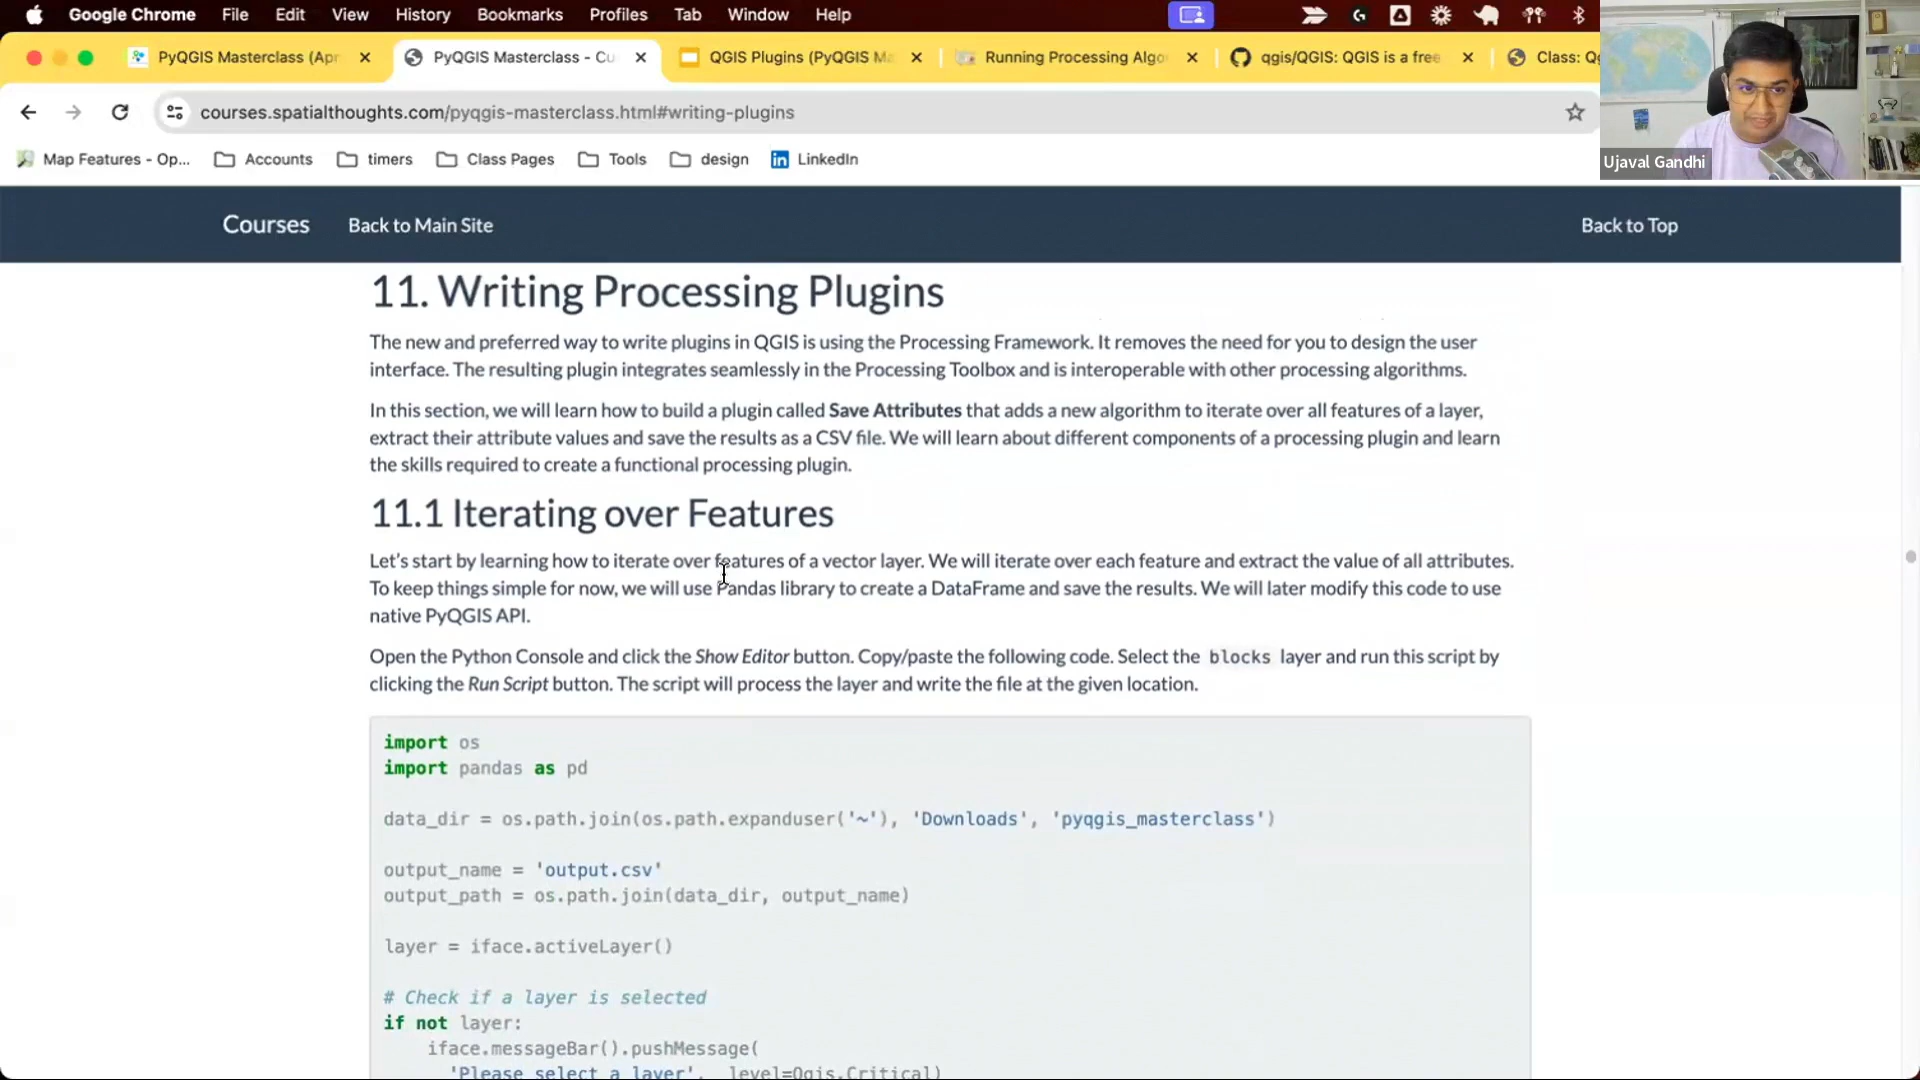 Google Chrome File Edit View History Bookmarks Profiles Tab Window Help
PyQGIS Masterclass (Apr
PyQGIS Masterclass - Cu
QGIS Plugins (PyQGIS Ma
Running Processing Algo
qgis/QGIS: QGIS is a free
Class: Qg
courses.spatialthoughts.com/pyqgis-masterclass.html#writing-plugins
Map Features - Op... Accounts timers Class Pages Tools design LinkedIn
Ujaval Gandhi
Courses Back to Main Site Back to Top
11. Writing Processing Plugins
The new and preferred way to write plugins in QGIS is using the Processing Framework. It removes the need for you to design the user
interface. The resulting plugin integrates seamlessly in the Processing Toolbox and is interoperable with other processing algorithms.
In this section, we will learn how to build a plugin called Save Attributes that adds a new algorithm to iterate over all features of a layer,
extract their attribute values and save the results as a CSV file. We will learn about different components of a processing plugin and learn
the skills required to create a functional processing plugin.
11.1 Iterating over Features
Let's start by learning how to iterate over features of a vector layer. We will iterate over each feature and extract the value of all attributes.
To keep things simple for now, we will use Pandas library to create a DataFrame and save the results. We will later modify this code to use
native PyQGIS API.
Open the Python Console and click the Show Editor button. Copy/paste the following code. Select the blocks layer and run this script by
clicking the Run Script button. The script will process the layer and write the file at the given location.
import os
import pandas as pd
data_dir = os.path.join(os.path.expanduser('~'), 'Downloads', 'pyqgis_masterclass')
output_name = 'output.csv'
output_path = os.path.join(data_dir, output_name)
layer = iface.activeLayer()
# Check if a layer is selected
if not layer:
iface.messageBar().pushMessage(
'Please select a layer', level=Qgis.Critical)